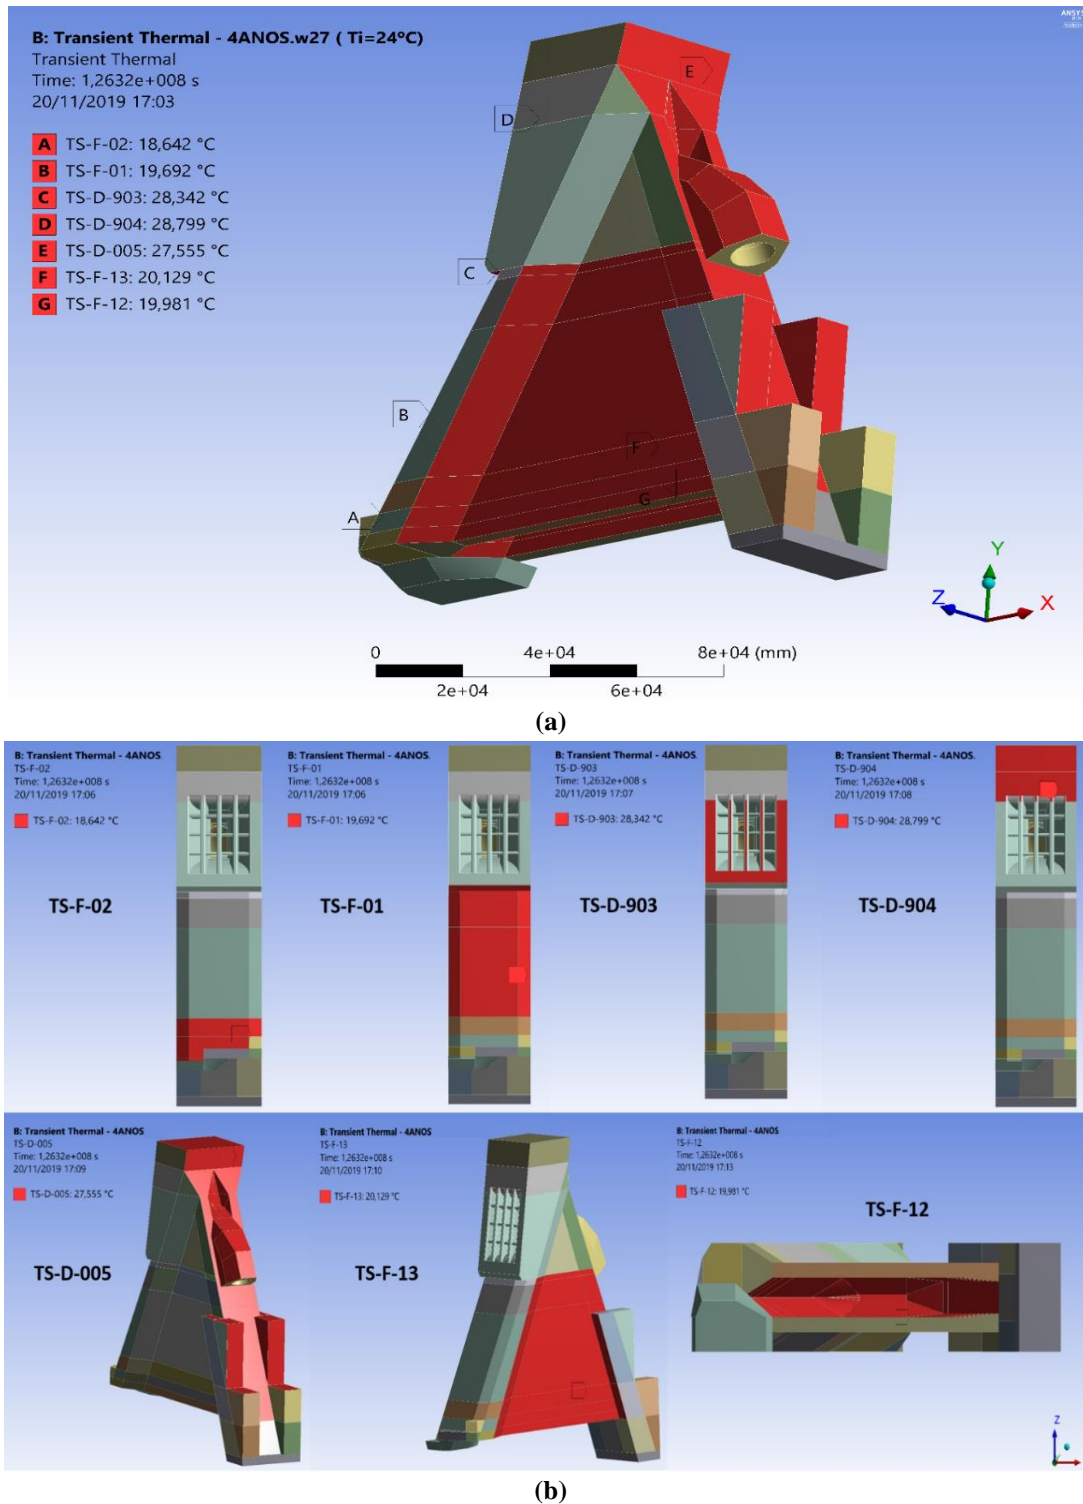 ANSYS
B: Transient Thermal - 4ANOS.w27 ( Ti=24ºC)
Transient Thermal
Time: 1,2632e+008 s
20/11/2019 17:03
A TS-F-02: 18,642 °C
B TS-F-01: 19,692 °C
C TS-D-903: 28,342 °C
D TS-D-904: 28,799 °C
E TS-D-005: 27,555 °C
F TS-F-13: 20,129 °C
G TS-F-12: 19,981 °C
E
D
C
B
F
G
A
Y
Z
X
0 4e+04 8e+04 (mm)
2e+04 6e+04
(a)
B: Transient Thermal - 4ANOS.
TS-F-02
Time: 1,2632e+008 s
20/11/2019 17:06
TS-F-02: 18,642 °C
TS-F-02
B: Transient Thermal - 4ANOS.
TS-F-01
Time: 1,2632e+008 s
20/11/2019 17:06
TS-F-01: 19,692 °C
TS-F-01
B: Transient Thermal - 4ANOS.
TS-D-903
Time: 1,2632e+008 s
20/11/2019 17:07
TS-D-903: 28,342 °C
TS-D-903
B: Transient Thermal - 4ANOS.
TS-D-904
Time: 1,2632e+008 s
20/11/2019 17:08
TS-D-904: 28,799 °C
TS-D-904
B: Transient Thermal - 4ANOS
TS-D-005
Time: 1,2632e+008 s
20/11/2019 17:09
TS-D-005: 27,555 °C
TS-D-005
B: Transient Thermal - 4ANOS
TS-F-13
Time: 1,2632e+008 s
20/11/2019 17:10
TS-F-13: 20,129 °C
TS-F-13
B: Transient Thermal - 4ANOS
TS-F-12
Time: 1,2632e+008 s
20/11/2019 17:13
TS-F-12: 19,981 °C
TS-F-12
Z
(b)